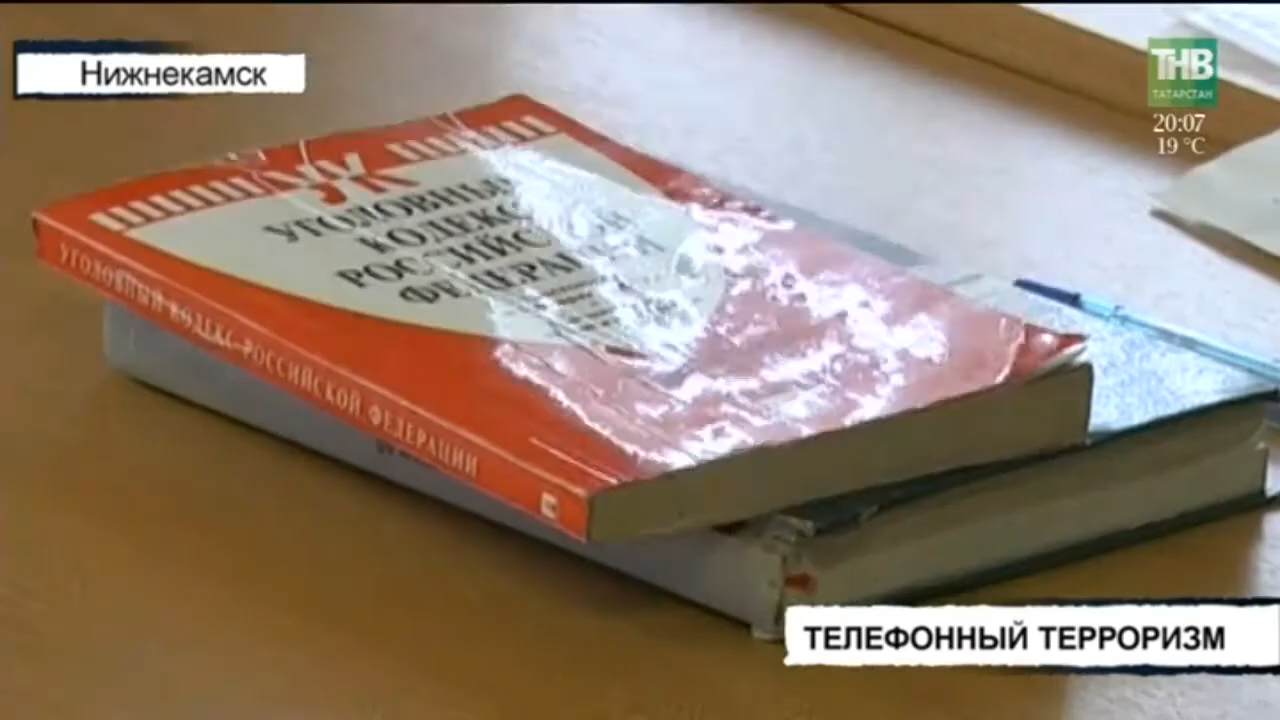 Нижнекамск
ТНВ
ТАТАРСТАН
20:07
19 °C
УК
УГОЛОВНЫЙ
КОДЕКС
РОССИЙСКОЙ
ФЕДЕРАЦИИ
УГОЛОВНЫЙ КОДЕКС РОССИЙСКОЙ ФЕДЕРАЦИИ
ТЕЛЕФОННЫЙ ТЕРРОРИЗМ